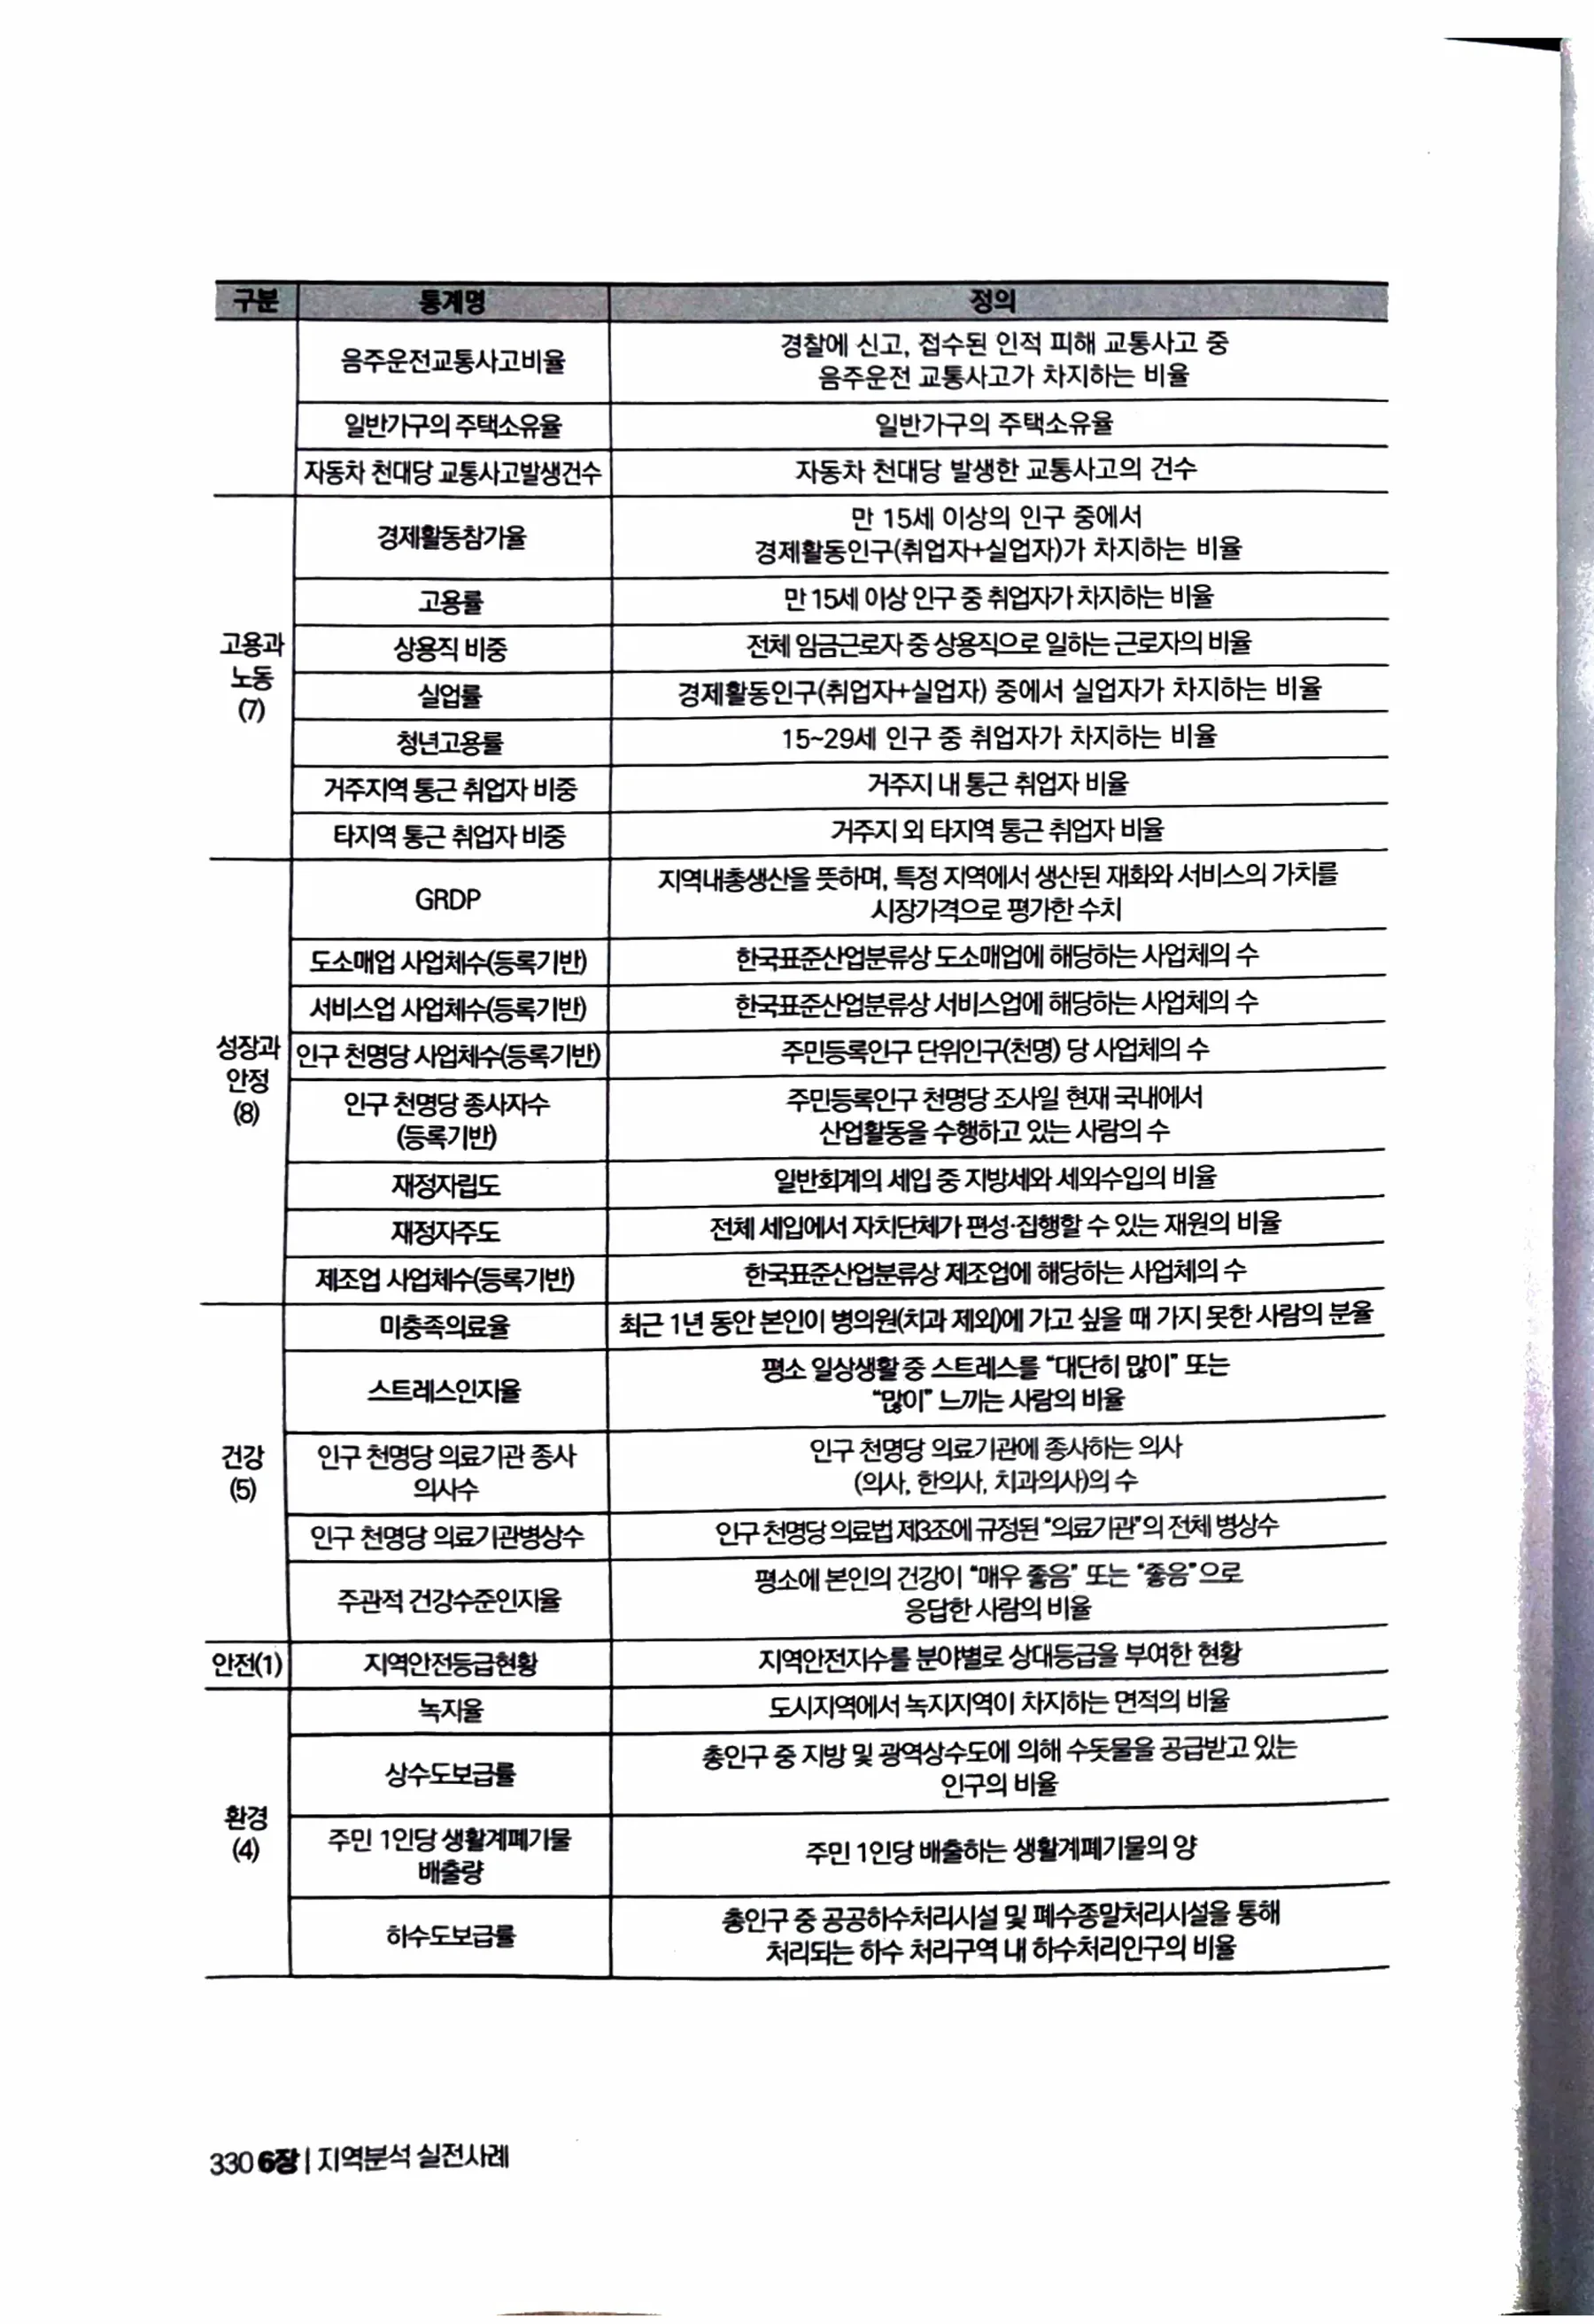 구분 통계명 정의
음주운전교통사고비율
경찰에 신고, 접수된 인적 피해 교통사고 중
음주운전 교통사고가 차지하는 비율
일반가구의 주택소유율 일반가구의 주택소유율
자동차 천대당 교통사고발생건수 자동차 천대당 발생한 교통사고의 건수
고용과
노동
(7)
경제활동참가율
만 15세 이상의 인구 중에서
경제활동인구(취업자+실업자)가 차지하는 비율
고용률 만 15세 이상 인구 중 취업자가 차지하는 비율
상용직 비중 전체 임금근로자 중 상용직으로 일하는 근로자의 비율
실업률 경제활동인구(취업자+실업자) 중에서 실업자가 차지하는 비율
청년고용률 15~29세 인구 중 취업자가 차지하는 비율
거주지역 통근 취업자 비중 거주지 내 통근 취업자 비율
타지역 통근 취업자 비중 거주지 외 타지역 통근 취업자 비율
성장과
안정
(8)
GRDP
지역내총생산을 뜻하며, 특정 지역에서 생산된 재화와 서비스의 가치를
시장가격으로 평가한 수치
도소매업 사업체수(등록기반) 한국표준산업분류상 도소매업에 해당하는 사업체의 수
서비스업 사업체수(등록기반) 한국표준산업분류상 서비스업에 해당하는 사업체의 수
인구 천명당 사업체수(등록기반) 주민등록인구 단위인구(천명) 당 사업체의 수
인구 천명당 종사자수
(등록기반)
주민등록인구 천명당 조사일 현재 국내에서
산업활동을 수행하고 있는 사람의 수
재정자립도 일반회계의 세입 중 지방세와 세외수입의 비율
재정자주도 전체 세입에서 자치단체가 편성·집행할 수 있는 재원의 비율
제조업 사업체수(등록기반) 한국표준산업분류상 제조업에 해당하는 사업체의 수
건강
(5)
미충족의료율 최근 1년 동안 본인이 병의원(치과 제외)에 가고 싶을 때 가지 못한 사람의 분율
스트레스인지율
평소 일상생활 중 스트레스를 "대단히 많이" 또는
"많이" 느끼는 사람의 비율
인구 천명당 의료기관 종사
의사수
인구 천명당 의료기관에 종사하는 의사
(의사, 한의사, 치과의사)의 수
인구 천명당 의료기관병상수 인구 천명당 의료법 제3조에 규정된 "의료기관"의 전체 병상수
주관적 건강수준인지율
평소에 본인의 건강이 "매우 좋음" 또는 "좋음"으로
응답한 사람의 비율
안전(1) 지역안전등급현황 지역안전지수를 분야별로 상대등급을 부여한 현황
환경
(4)
녹지율 도시지역에서 녹지지역이 차지하는 면적의 비율
상수도보급률
총인구 중 지방 및 광역상수도에 의해 수돗물을 공급받고 있는
인구의 비율
주민 1인당 생활계폐기물
배출량
주민 1인당 배출하는 생활계폐기물의 양
하수도보급률
총인구 중 공공하수처리시설 및 폐수종말처리시설을 통해
처리되는 하수 처리구역 내 하수처리인구의 비율
330 6장 | 지역분석 실전사례